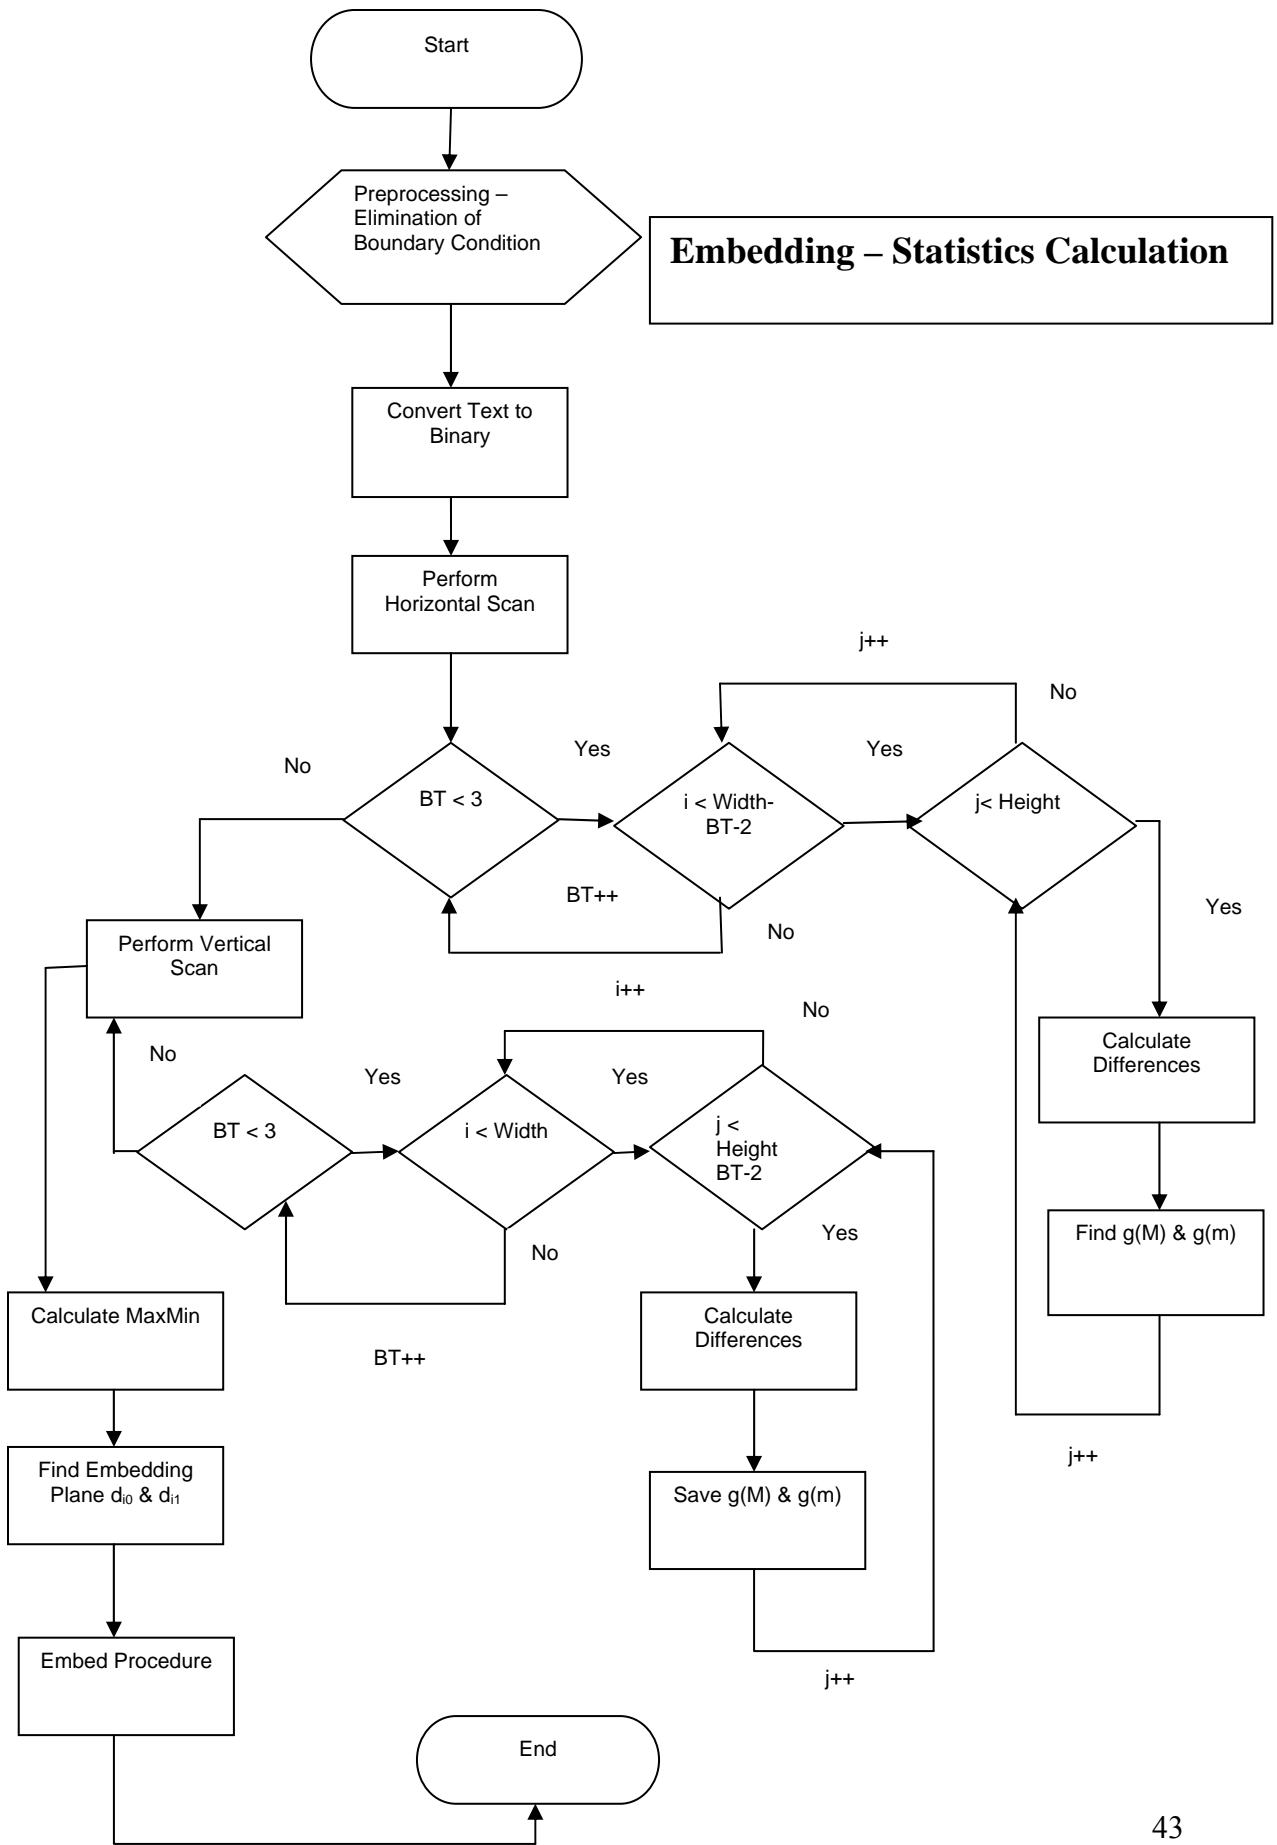 Start
Preprocessing –
Elimination of
Boundary Condition
Embedding – Statistics Calculation
Convert Text to
Binary
Perform
Horizontal Scan
j++
No
Yes
Yes
No
BT < 3
i < Width-
BT-2
j< Height
BT++
Yes
No
Perform Vertical
Scan
i++
No
Calculate
Differences
No
Yes
Yes
BT < 3
i < Width
j <
Height
BT-2
Yes
Find g(M) & g(m)
No
Calculate MaxMin
Calculate
Differences
BT++
j++
Find Embedding
Plane di0 & di1
Save g(M) & g(m)
Embed Procedure
j++
End
43